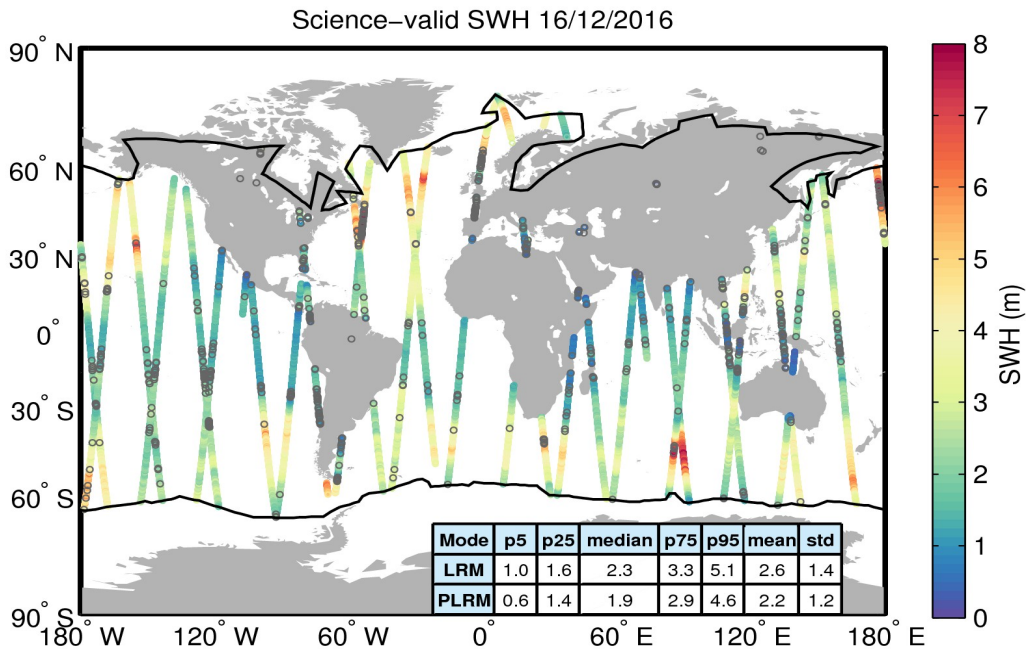 Science−valid SWH 16/12/2016
90° N
60° N
30° N
0°
30° S
60° S
90° S
180° W
120° W
60° W
0°
60° E
120° E
180° E
Mode p5 p25 median p75 p95 mean std
LRM 1.0 1.6 2.3 3.3 5.1 2.6 1.4
PLRM 0.6 1.4 1.9 2.9 4.6 2.2 1.2
8
7
6
5
4
3
2
1
0
SWH (m)